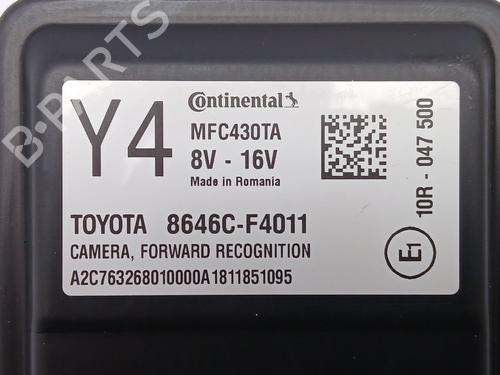 B-PARTS
Continental
Y4
MFC430TA
8V - 16V
Made in Romania
TOYOTA 8646C-F4011
CAMERA, FORWARD RECOGNITION
A2C763268010000A1811851095
10R - 047 500
E1